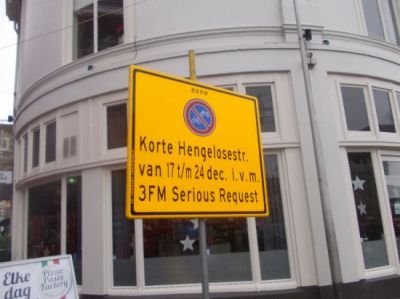 zone
Korte Hengelosestr.
van 17 t/m 24 dec. i.v.m.
3FM Serious Request
Elke
dag
Pizza
Pasta
Factory